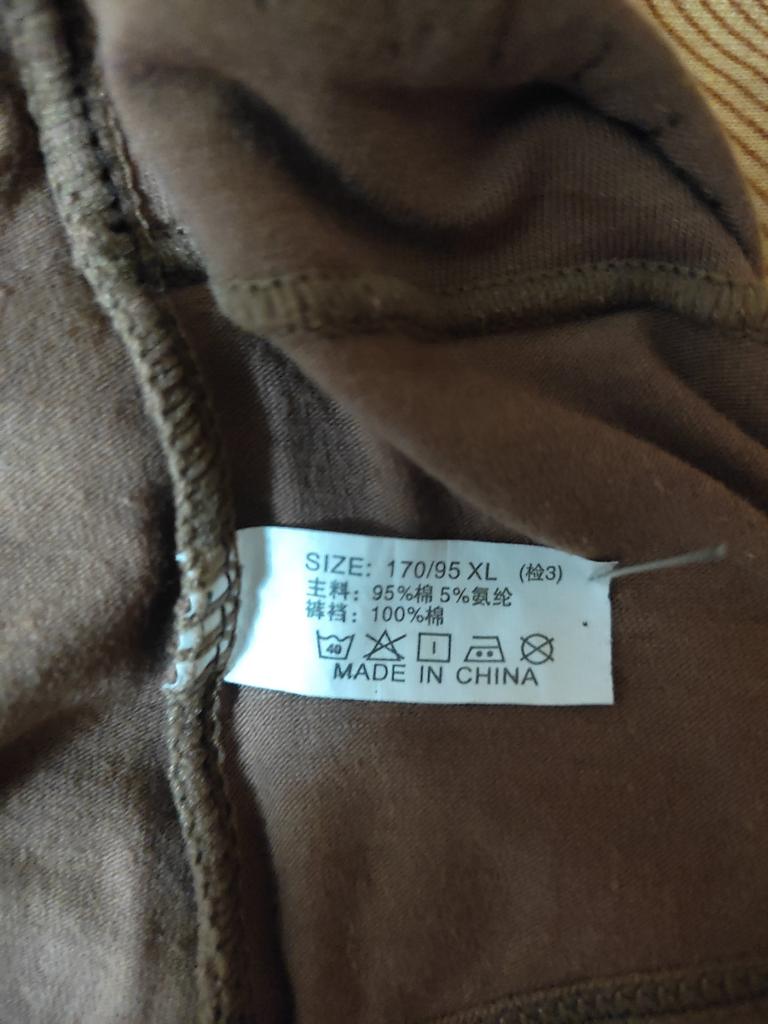 SIZE: 170/95 XL (检3)
主料: 95%棉 5%氨纶
裤裆: 100%棉
40
MADE IN CHINA